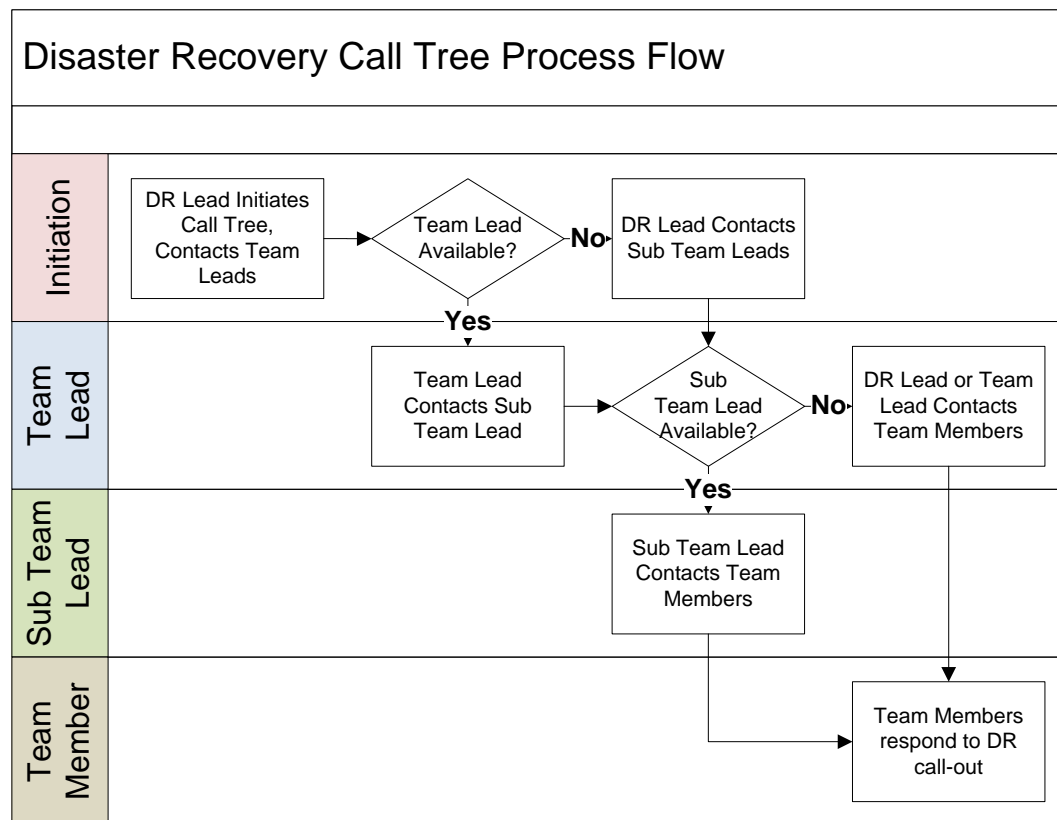 Disaster Recovery Call Tree Process Flow
Initiation
DR Lead Initiates
Call Tree,
Contacts Team
Leads
Team Lead
Available?
No
DR Lead Contacts
Sub Team Leads
Yes
Team
Lead
Team Lead
Contacts Sub
Team Lead
Sub
Team Lead
Available?
No
DR Lead or Team
Lead Contacts
Team Members
Yes
Sub Team
Lead
Sub Team Lead
Contacts Team
Members
Team
Member
Team Members
respond to DR
call-out